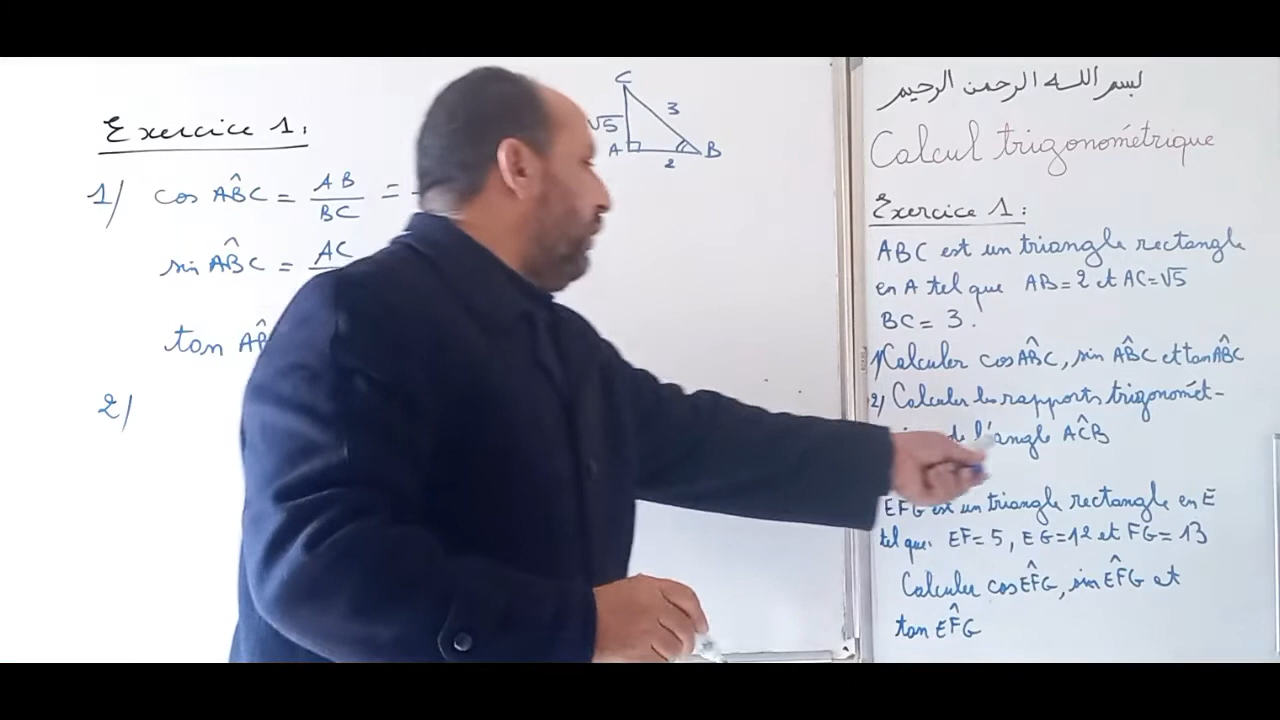 Exercice 1:
1) cos AB̂C = AB/BC =
sin AB̂C = AC
tan AB̂
2)
C
√5
3
A
B
2
بسم الله الرحمن الرحيم
Calcul trigonométrique
Exercice 1:
ABC est un triangle rectangle
en A tel que AB=2 et AC=√5
BC= 3.
1) Calculer cos AB̂C, sin AB̂C et tan AB̂C
2) Calculer les rapports trigonomét-
de l'angle AĈB
EFG est un triangle rectangle en E
tel que EF= 5, EG=12 et FG= 13
Calculer cos EF̂G, sin EF̂G et
tan EF̂G